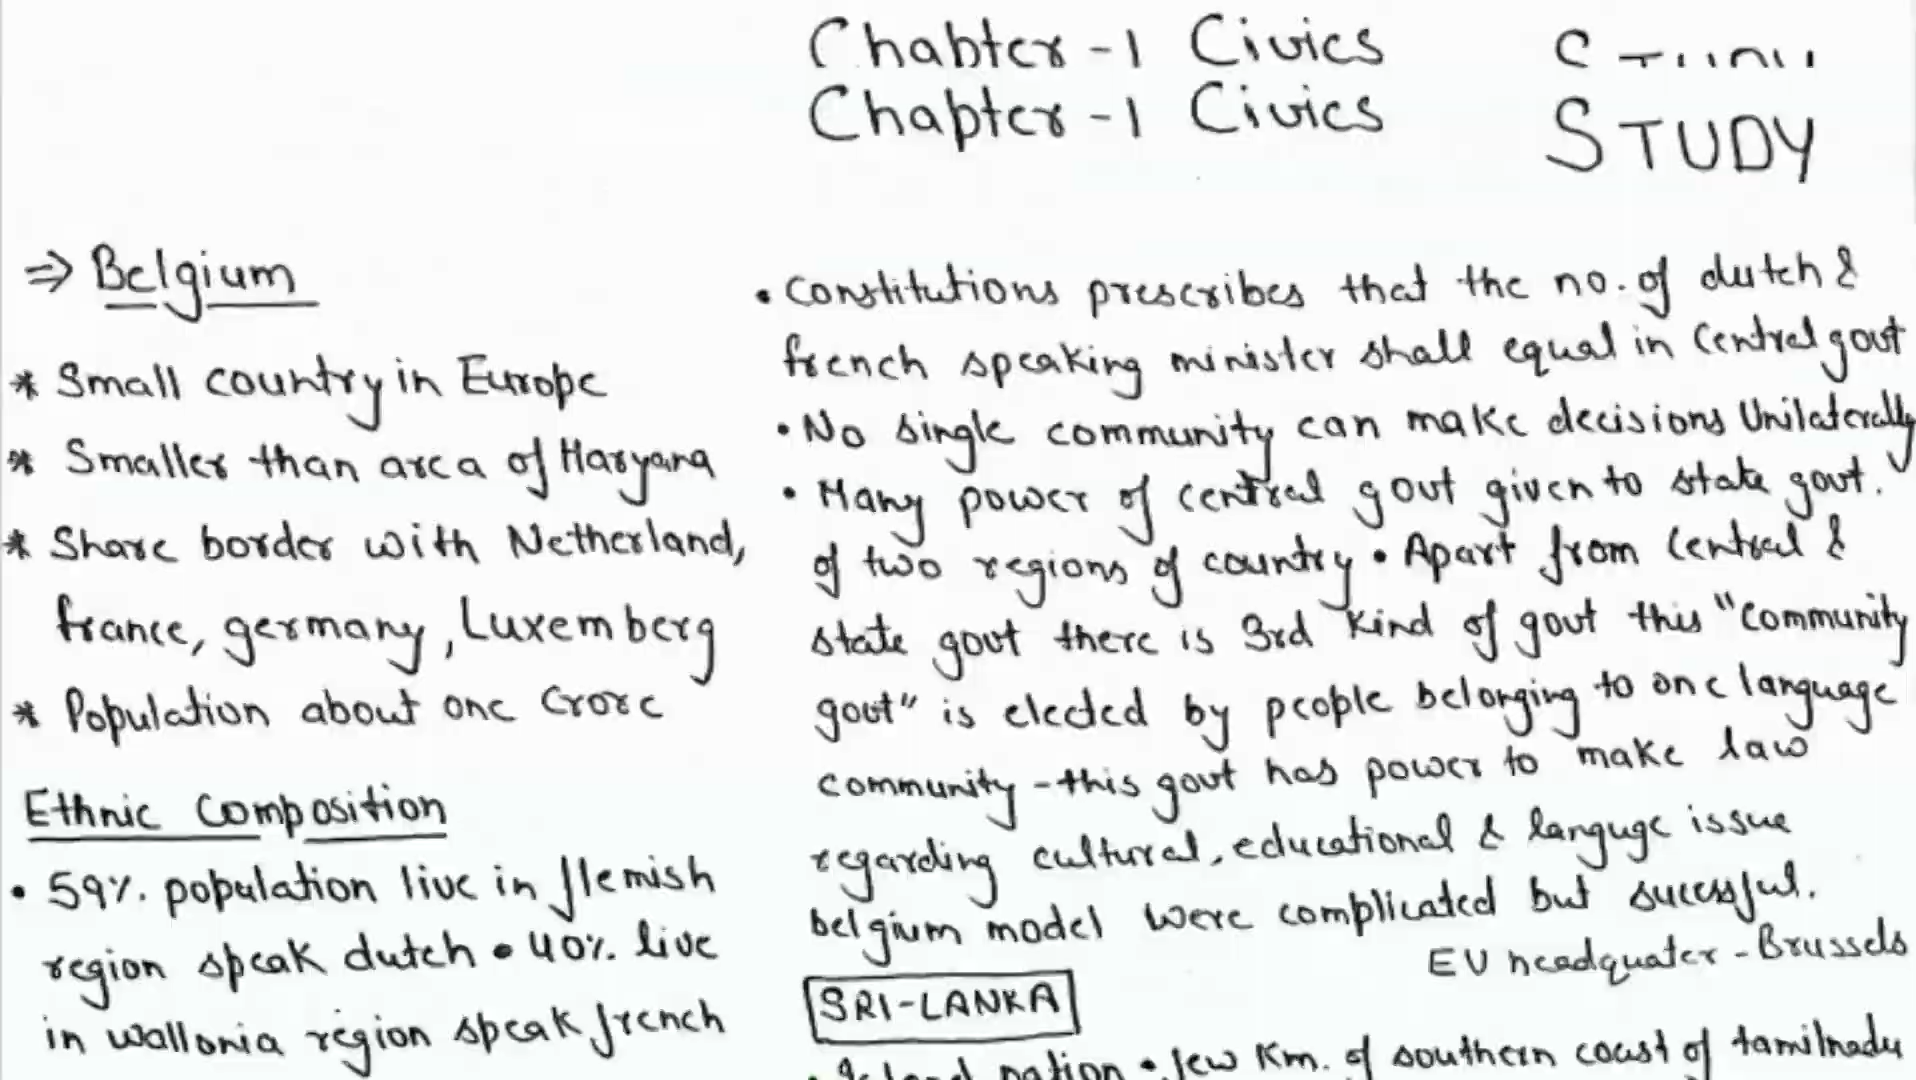 Chapter-1 Civics
Chapter-1 Civics
STUDY
⇒ Belgium
* Small country in Europe
* Smaller than area of Haryana
* Share border with Netherland,
france, germany, Luxemberg
* Population about one crore
Ethnic Composition
• 59%. population live in flemish
region speak dutch • 40%. live
in wallonia region speak french
• Constitutions prescribes that the no. of dutch &
french speaking minister shall equal in Central govt
• No single community can make decisions Unilaterally
• Many power of central govt given to state govt.
of two regions of country • Apart from Central &
state govt there is 3rd kind of govt this "Community
govt" is elected by people belonging to one language
community - this govt has power to make law
regarding cultural, educational & languge issue
belgium model were complicated but sucessful.
EU headquater - Brussels
SRI-LANKA
• Island nation • few Km. of southern coast of tamilnadu